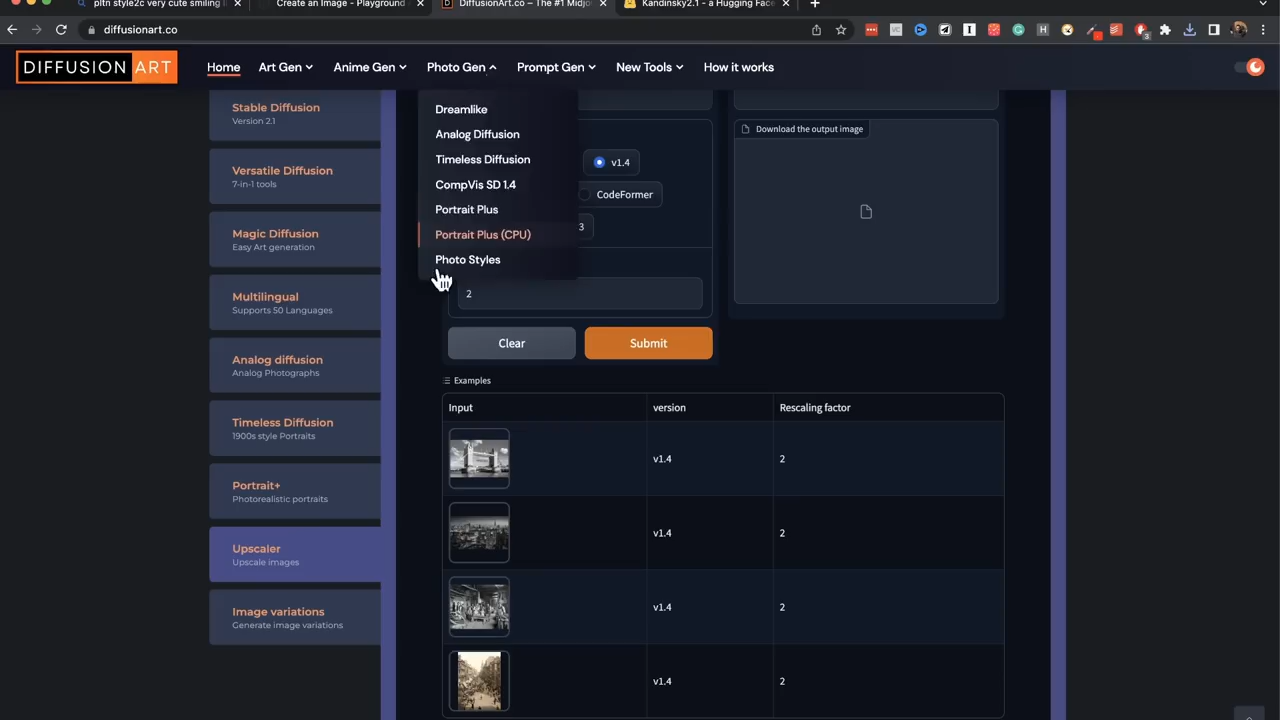 pltn style2c very cute smiling
Create an Image - Playground
DiffusionArt.co – The #1 Midjo
Kandinsky2.1 - a Hugging Face
diffusionart.co
DIFFUSION ART
Home
Art Gen
Anime Gen
Photo Gen
Prompt Gen
New Tools
How it works
Stable Diffusion
Version 2.1
Versatile Diffusion
7-in-1 tools
Magic Diffusion
Easy Art generation
Multilingual
Supports 50 Languages
Analog diffusion
Analog Photographs
Timeless Diffusion
1900s style Portraits
Portrait+
Photorealistic portraits
Upscaler
Upscale images
Image variations
Generate image variations
Dreamlike
Analog Diffusion
Timeless Diffusion
CompVis SD 1.4
Portrait Plus
Portrait Plus (CPU)
Photo Styles
v1.4
CodeFormer
3
2
Clear
Submit
Download the output image
Examples
Input
version
Rescaling factor
v1.4
2
v1.4
2
v1.4
2
v1.4
2